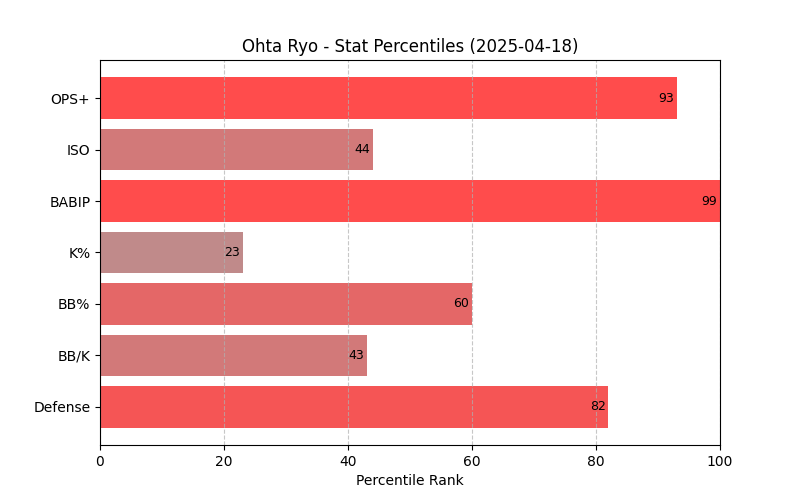 Ohta Ryo - Stat Percentiles (2025-04-18)
OPS+ 93
ISO 44
BABIP 99
K% 23
BB% 60
BB/K 43
Defense 82
0 20 40 60 80 100
Percentile Rank